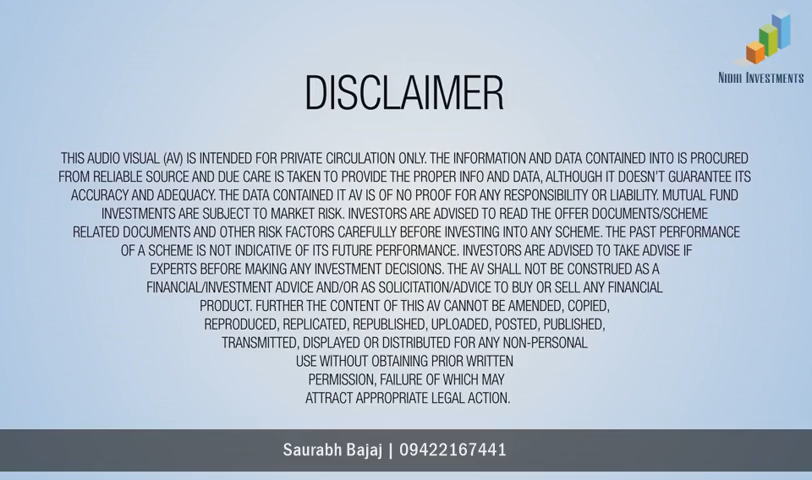 NIDHI INVESTMENTS
DISCLAIMER
THIS AUDIO VISUAL (AV) IS INTENDED FOR PRIVATE CIRCULATION ONLY. THE INFORMATION AND DATA CONTAINED INTO IS PROCURED
FROM RELIABLE SOURCE AND DUE CARE IS TAKEN TO PROVIDE THE PROPER INFO AND DATA, ALTHOUGH IT DOESN'T GUARANTEE ITS
ACCURACY AND ADEQUACY. THE DATA CONTAINED IT AV IS OF NO PROOF FOR ANY RESPONSIBILITY OR LIABILITY. MUTUAL FUND
INVESTMENTS ARE SUBJECT TO MARKET RISK. INVESTORS ARE ADVISED TO READ THE OFFER DOCUMENTS/SCHEME
RELATED DOCUMENTS AND OTHER RISK FACTORS CAREFULLY BEFORE INVESTING INTO ANY SCHEME. THE PAST PERFORMANCE
OF A SCHEME IS NOT INDICATIVE OF ITS FUTURE PERFORMANCE. INVESTORS ARE ADVISED TO TAKE ADVISE IF
EXPERTS BEFORE MAKING ANY INVESTMENT DECISIONS. THE AV SHALL NOT BE CONSTRUED AS A
FINANCIAL/INVESTMENT ADVICE AND/OR AS SOLICITATION/ADVICE TO BUY OR SELL ANY FINANCIAL
PRODUCT. FURTHER THE CONTENT OF THIS AV CANNOT BE AMENDED, COPIED,
REPRODUCED, REPLICATED, REPUBLISHED, UPLOADED, POSTED, PUBLISHED,
TRANSMITTED, DISPLAYED OR DISTRIBUTED FOR ANY NON-PERSONAL
USE WITHOUT OBTAINING PRIOR WRITTEN
PERMISSION, FAILURE OF WHICH MAY
ATTRACT APPROPRIATE LEGAL ACTION.
Saurabh Bajaj | 09422167441